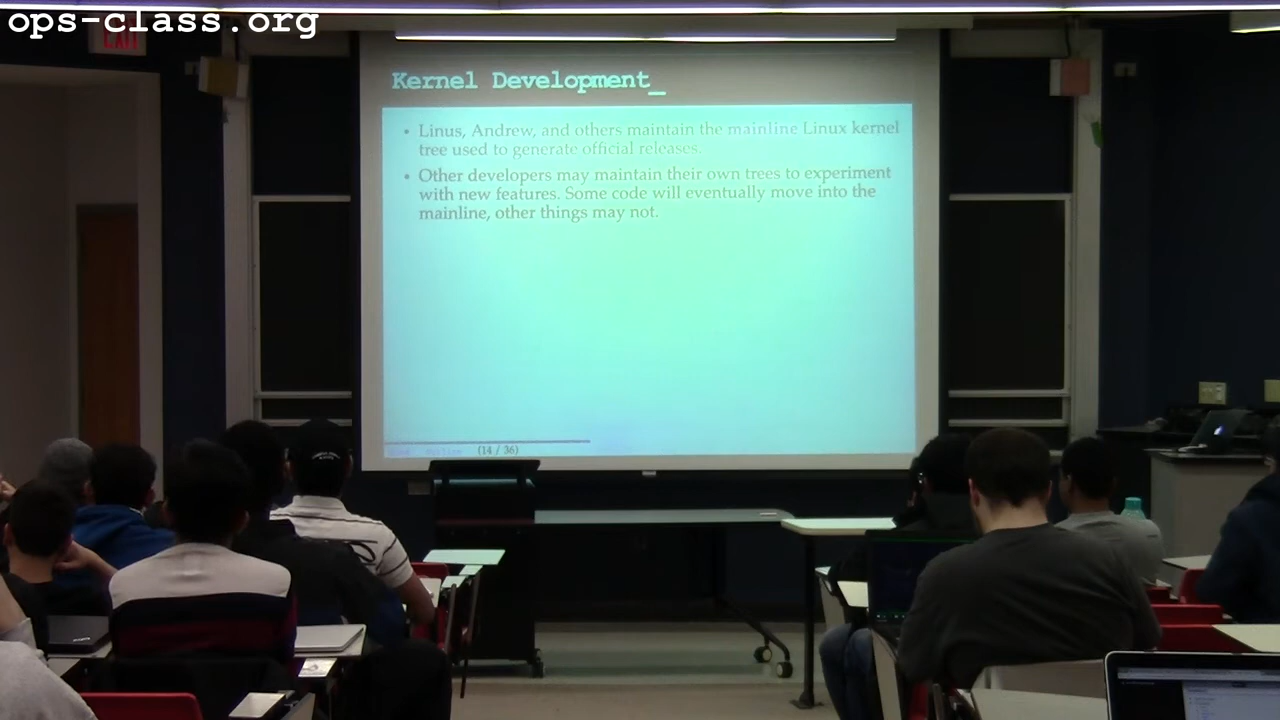 ops-class.org
EXIT
Kernel Development_
• Linus, Andrew, and others maintain the mainline Linux kernel
tree used to generate official releases.
• Other developers may maintain their own trees to experiment
with new features. Some code will eventually move into the
mainline, other things may not.
(14 / 36)